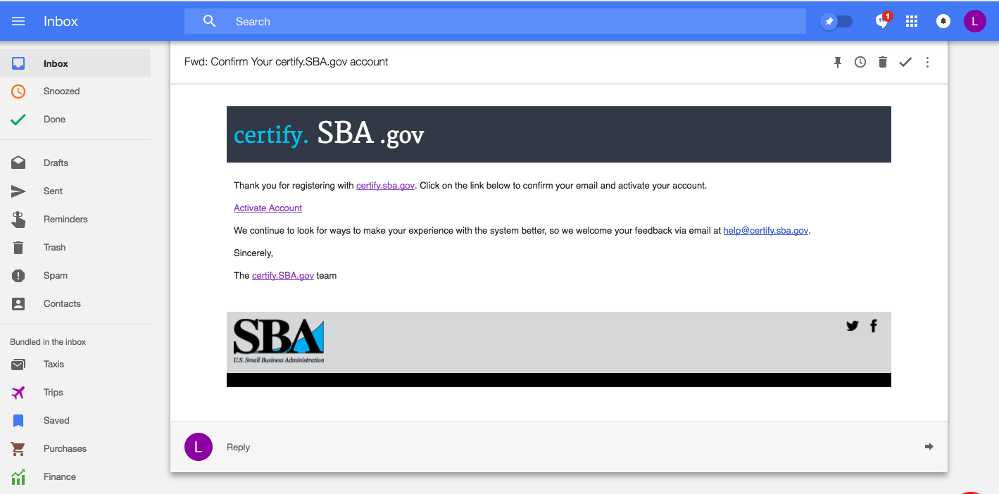 Inbox
Search
1
L
Inbox
Snoozed
Done
Drafts
Sent
Reminders
Trash
Spam
Contacts
Bundled in the inbox
Taxis
Trips
Saved
Purchases
Finance
Fwd: Confirm Your certify.SBA.gov account
certify. SBA .gov
Thank you for registering with certify.sba.gov. Click on the link below to confirm your email and activate your account.
Activate Account
We continue to look for ways to make your experience with the system better, so we welcome your feedback via email at help@certify.sba.gov.
Sincerely,
The certify.SBA.gov team
SBA
U.S. Small Business Administration
L
Reply